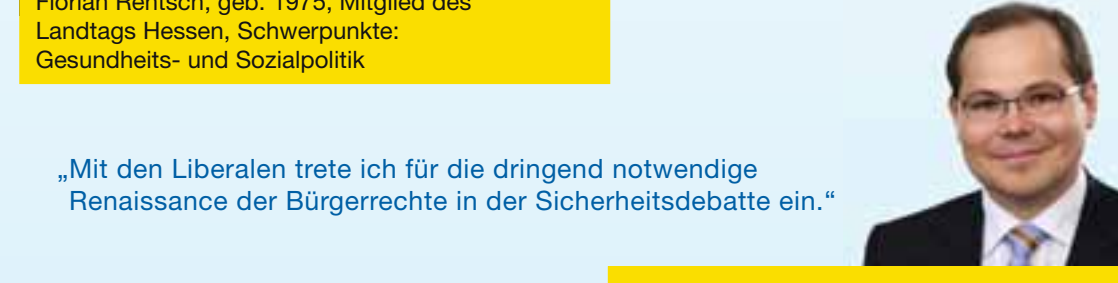 Florian Rentsch, geb. 1975, Mitglied des
Landtags Hessen, Schwerpunkte:
Gesundheits- und Sozialpolitik
„Mit den Liberalen trete ich für die dringend notwendige
Renaissance der Bürgerrechte in der Sicherheitsdebatte ein.“